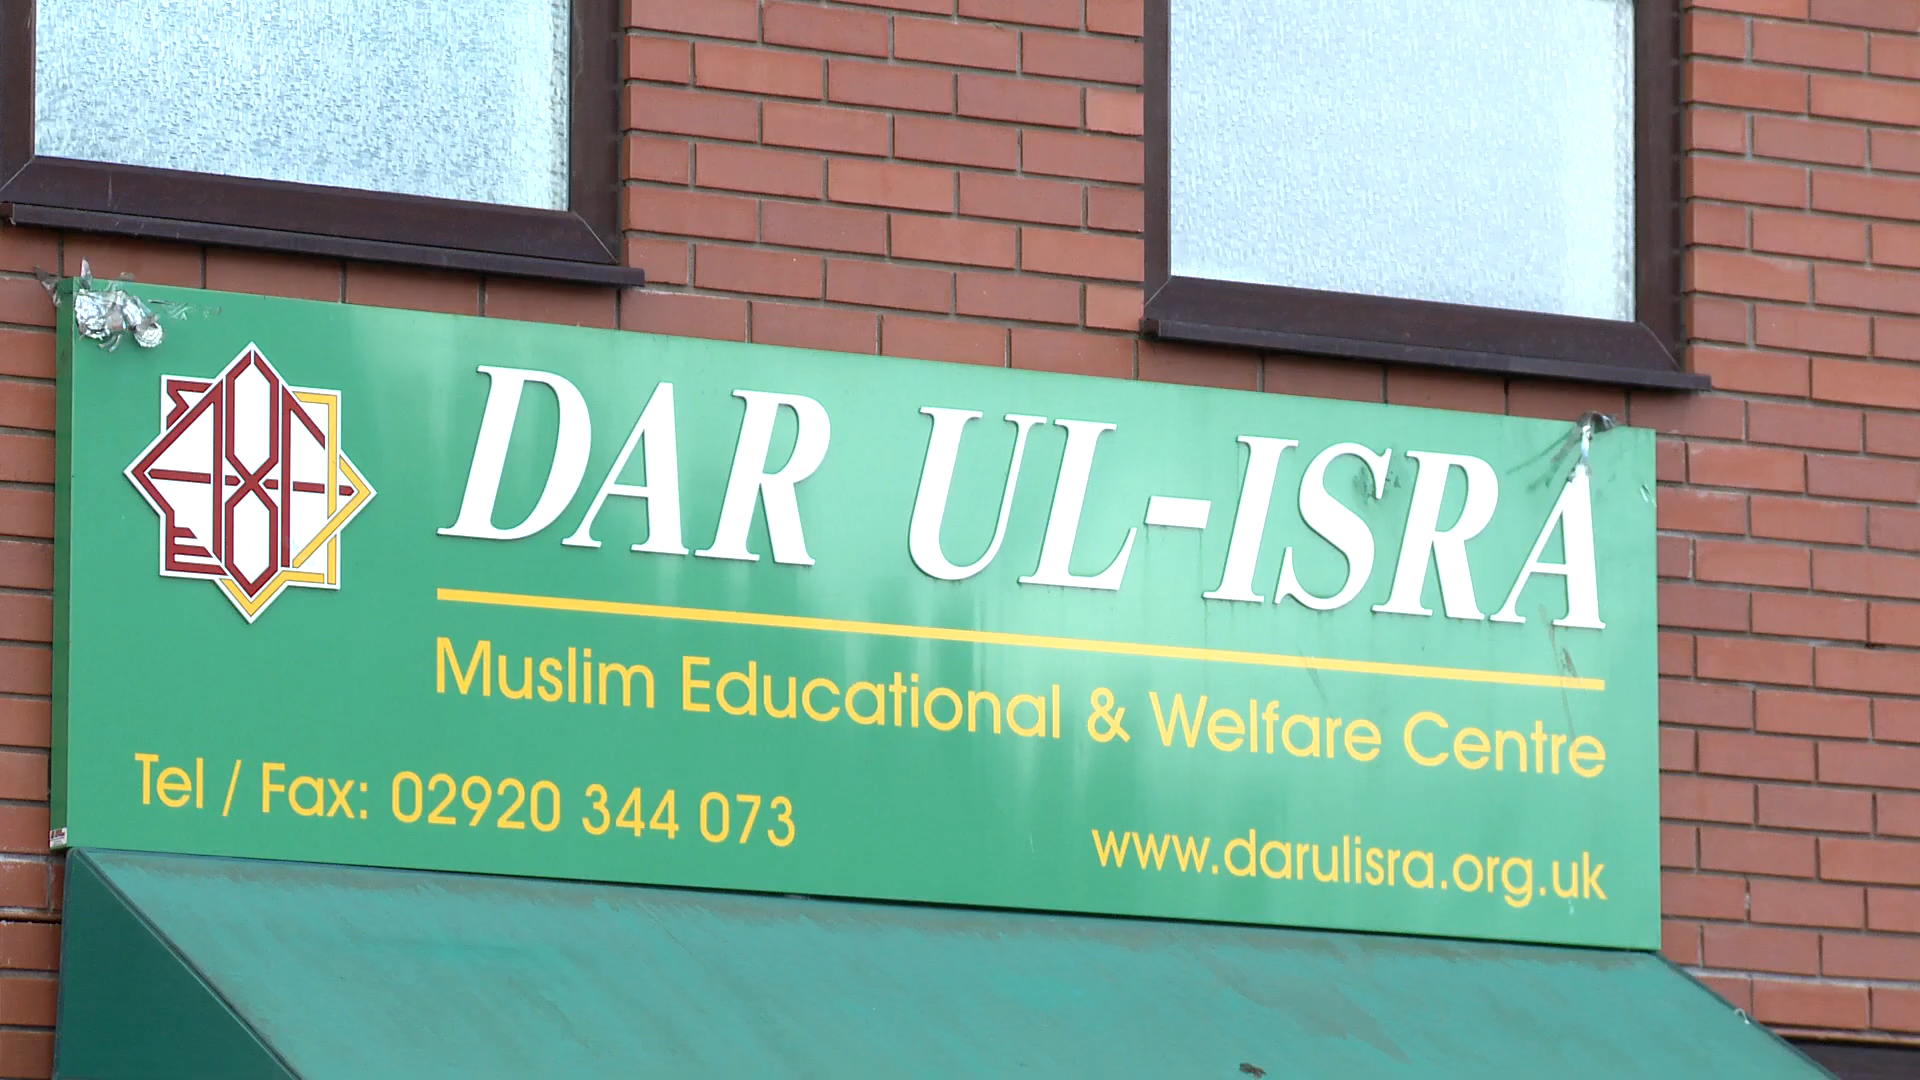 DAR UL-ISRA
Muslim Educational & Welfare Centre
Tel / Fax: 02920 344 073
www.darulisra.org.uk